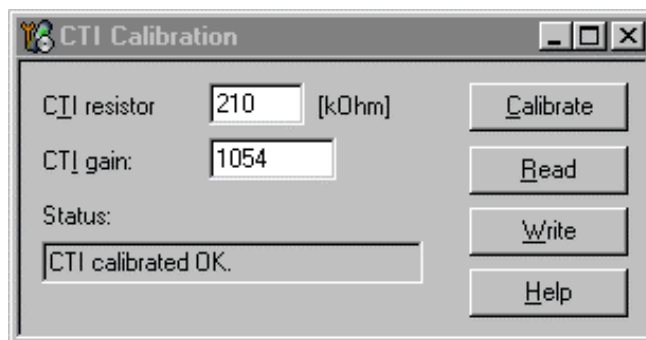 CTI Calibration
CTI resistor 210 [kOhm] Calibrate
CTI gain: 1054 Read
Status: Write
CTI calibrated OK.
Help